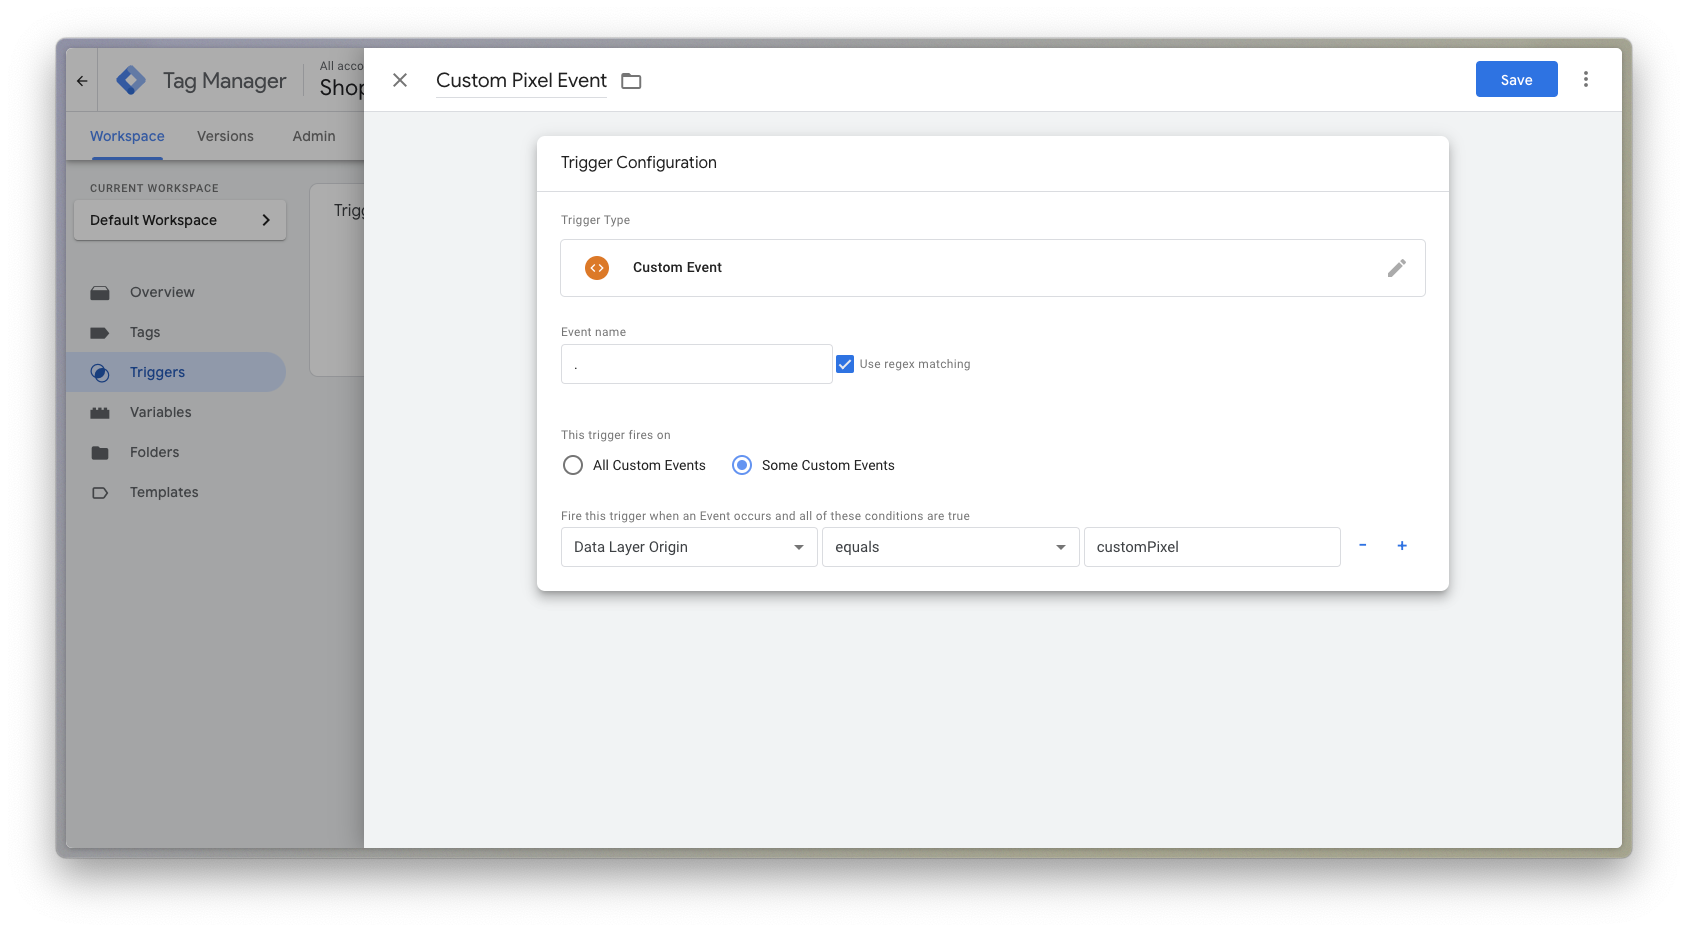 Tag Manager
All acco
Shop
Custom Pixel Event
Save
Workspace
Versions
Admin
CURRENT WORKSPACE
Default Workspace
Overview
Tags
Triggers
Variables
Folders
Templates
Trigg
Trigger Configuration
Trigger Type
Custom Event
Event name
.
Use regex matching
This trigger fires on
All Custom Events
Some Custom Events
Fire this trigger when an Event occurs and all of these conditions are true
Data Layer Origin
equals
customPixel
-
+